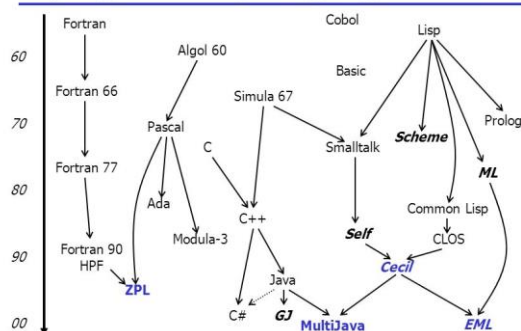 Fortran
Cobol
Lisp
Algol 60
60
Basic
Fortran 66
Simula 67
Prolog
70
Pascal
C
Smalltalk
Scheme
Fortran 77
ML
80
Ada
C++
Common Lisp
Modula-3
Self
CLOS
Fortran 90
HPF
90
Cecil
ZPL
Java
C#
GJ
MultiJava
EML
00